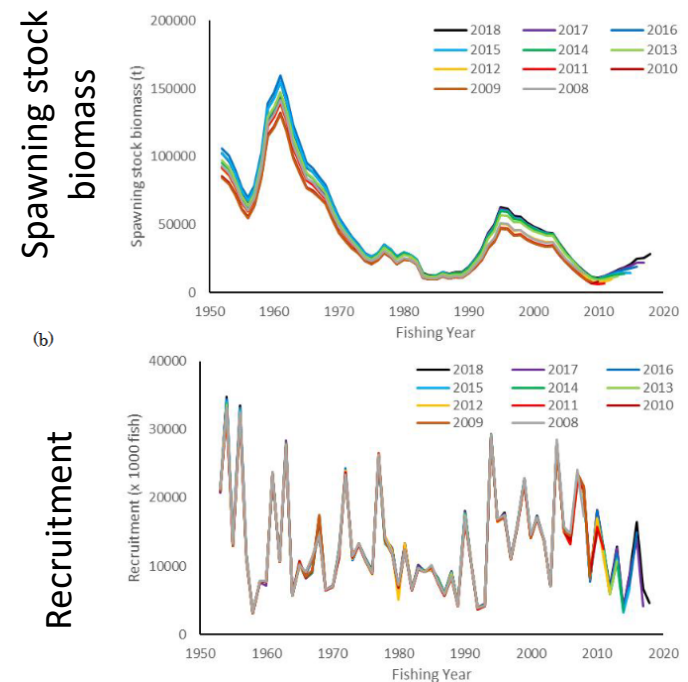 Spawning stock
biomass
Spawning stock biomass (t)
200000
150000
100000
50000
0
2018 2017 2016
2015 2014 2013
2012 2011 2010
2009 2008
1950 1960 1970 1980 1990 2000 2010 2020
Fishing Year
(b)
Recruitment
Recruitment (x 1000 fish)
40000
30000
20000
10000
0
2018 2017 2016
2015 2014 2013
2012 2011 2010
2009 2008
1950 1960 1970 1980 1990 2000 2010 2020
Fishing Year